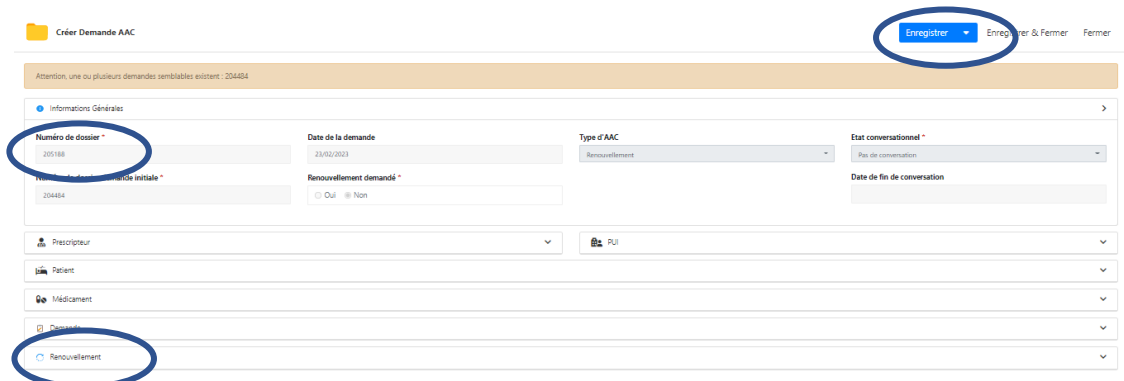 Créer Demande AAC
Enregistrer
Enregistrer & Fermer
Fermer
Attention, une ou plusieurs demandes semblables existent : 204484
Informations Générales
Numéro de dossier *
Date de la demande
Type d'AAC
Etat conversationnel *
205188
23/02/2023
Renouvellement
Pas de conversation
initiale *
Renouvellement demandé *
Date de fin de conversation
204484
Oui
Non
Prescripteur
PUI
Patient
Médicament
Demande
Renouvellement